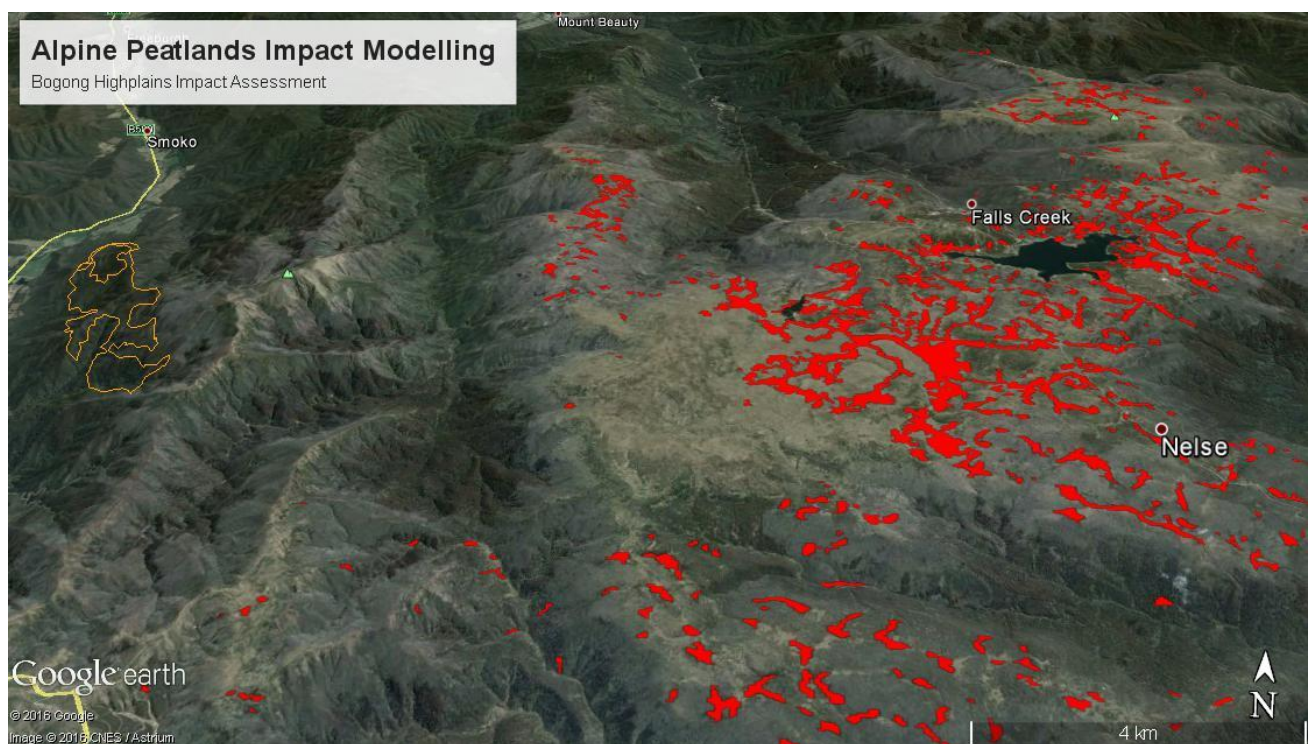 Alpine Peatlands Impact Modelling
Bogong Highplains Impact Assessment
Mount Beauty
Smoko
Falls Creek
Nelse
Google earth
© 2016 Google
Image © 2016 CNES / Astrium
N
4 km